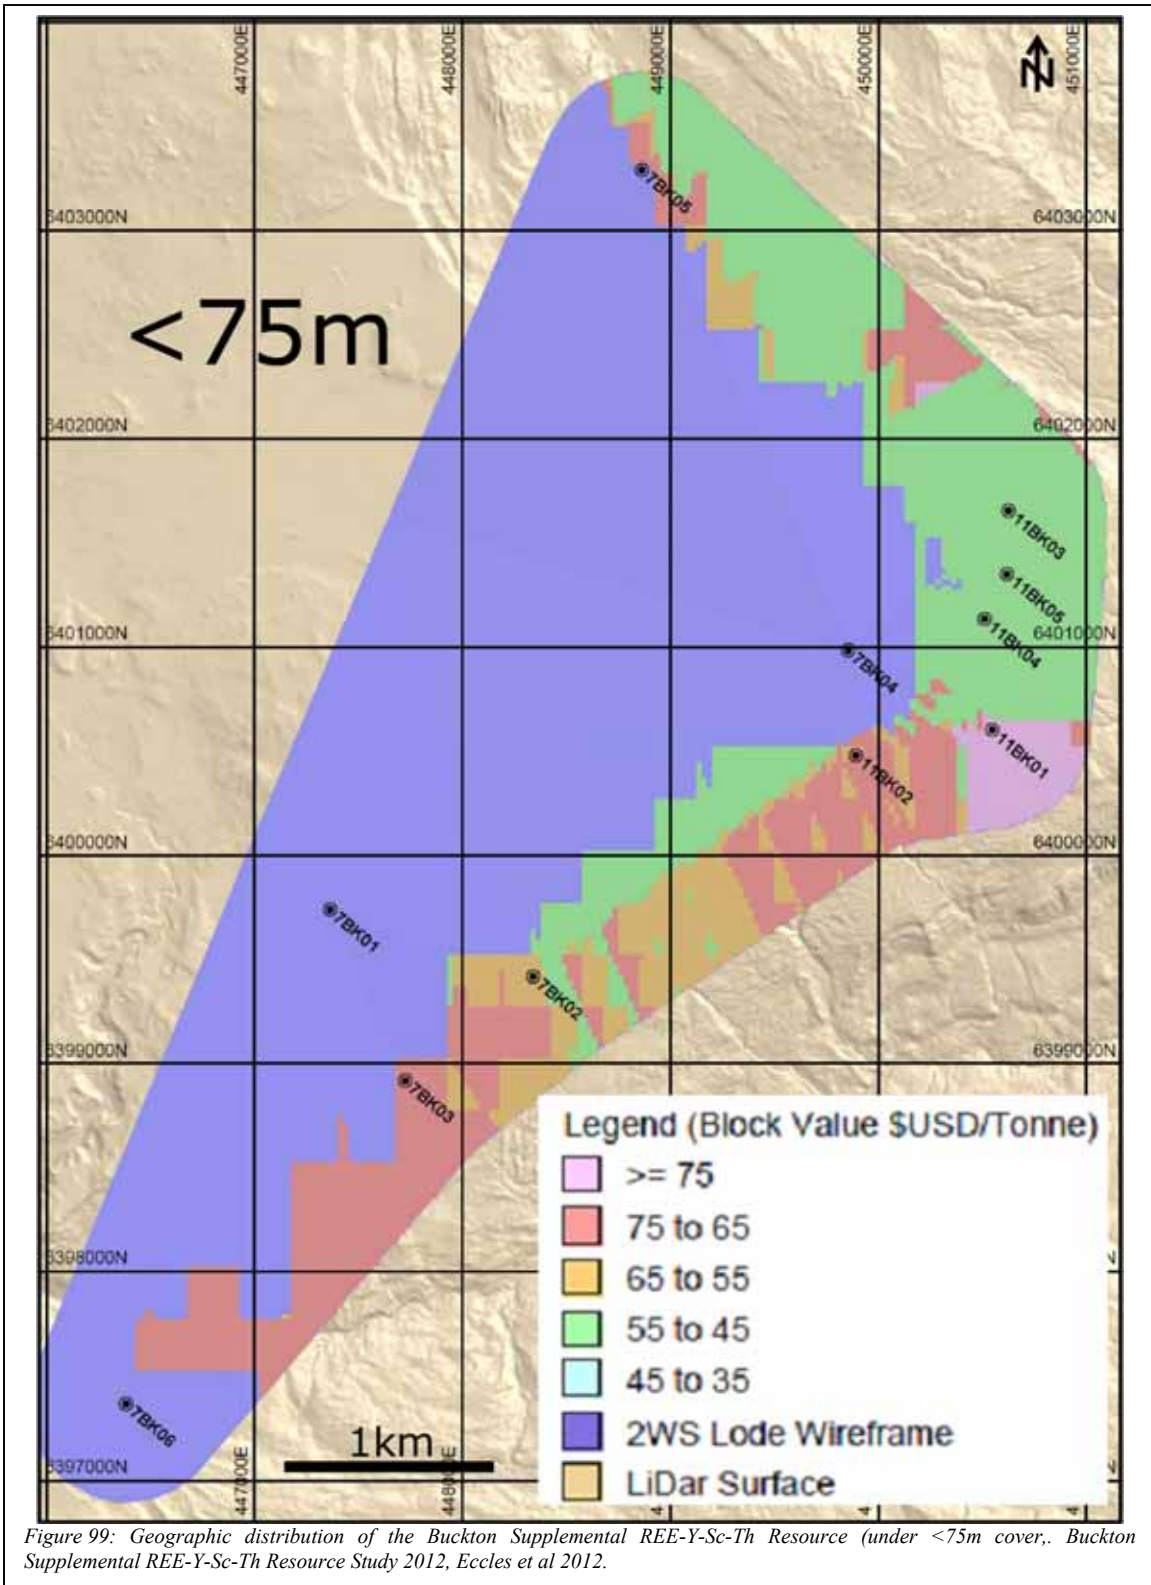 447000E
448000E
449000E
450000E
451000E
N
7BK05
6403000N
6403000N
<75m
6402000N
6402000N
11BK03
11BK05
11BK04
6401000N
6401000N
7BK04
11BK01
11BK02
6400000N
6400000N
7BK01
7BK02
6399000N
6399000N
7BK03
Legend (Block Value $USD/Tonne)
>= 75
75 to 65
65 to 55
55 to 45
45 to 35
2WS Lode Wireframe
LiDar Surface
6398000N
7BK06
1km
6397000N
447000E
Figure 99: Geographic distribution of the Buckton Supplemental REE-Y-Sc-Th Resource (under <75m cover,. Buckton
Supplemental REE-Y-Sc-Th Resource Study 2012, Eccles et al 2012.